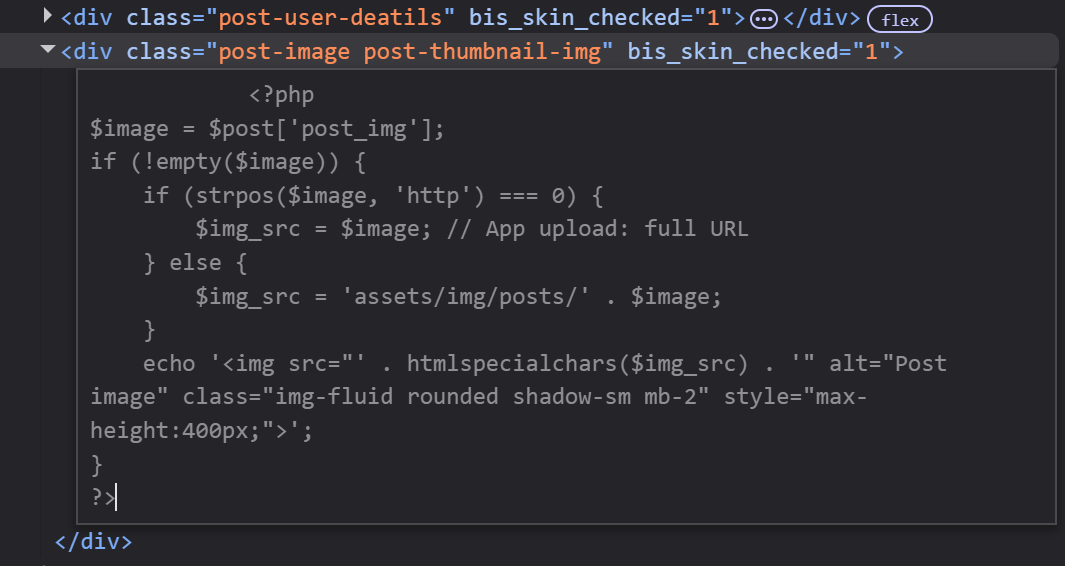 <div class="post-user-deatils" bis_skin_checked="1">…</div> flex
<div class="post-image post-thumbnail-img" bis_skin_checked="1">
<?php
$image = $post['post_img'];
if (!empty($image)) {
    if (strpos($image, 'http') === 0) {
        $img_src = $image; // App upload: full URL
    } else {
        $img_src = 'assets/img/posts/' . $image;
    }
    echo '<img src="' . htmlspecialchars($img_src) . '" alt="Post
image" class="img-fluid rounded shadow-sm mb-2" style="max-
height:400px;">';
}
?>
</div>